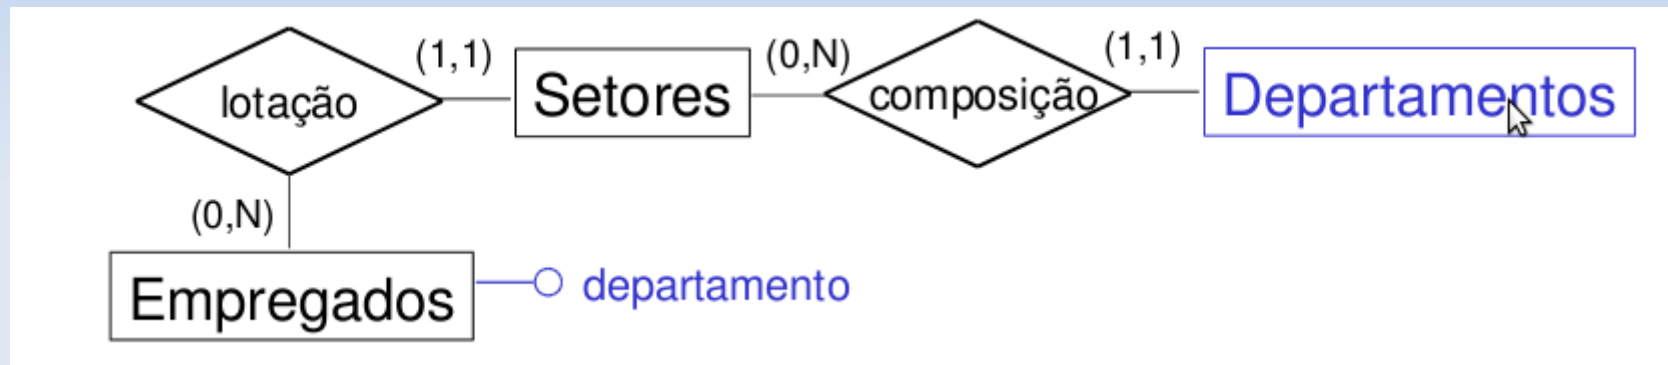 lotação
(1,1)
Setores
(0,N)
composição
(1,1)
Departamentos
(0,N)
Empregados
departamento